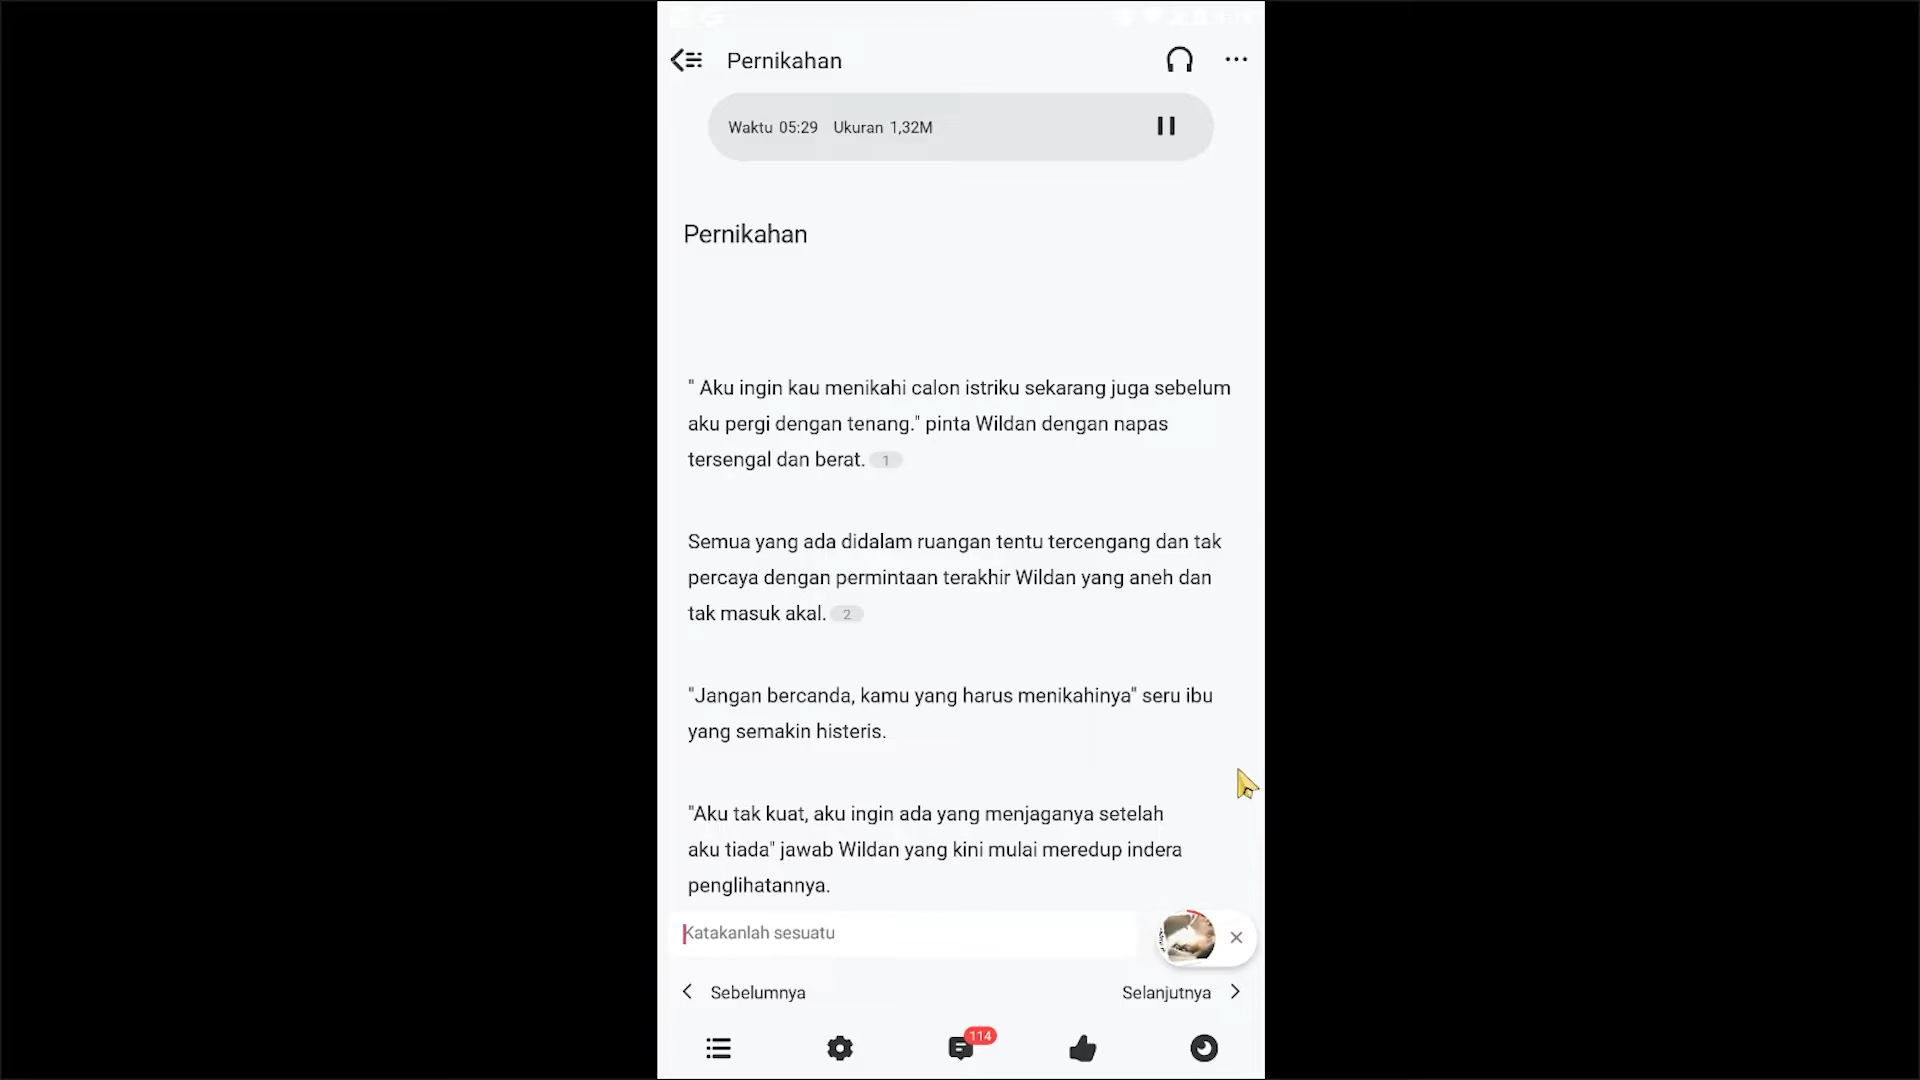 Pernikahan
Waktu 05:29 Ukuran 1,32M
Pernikahan
" Aku ingin kau menikahi calon istriku sekarang juga sebelum
aku pergi dengan tenang." pinta Wildan dengan napas
tersengal dan berat. 1
Semua yang ada didalam ruangan tentu tercengang dan tak
percaya dengan permintaan terakhir Wildan yang aneh dan
tak masuk akal. 2
"Jangan bercanda, kamu yang harus menikahinya" seru ibu
yang semakin histeris.
"Aku tak kuat, aku ingin ada yang menjaganya setelah
aku tiada" jawab Wildan yang kini mulai meredup indera
penglihatannya.
Katakanlah sesuatu
Sebelumnya Selanjutnya
114